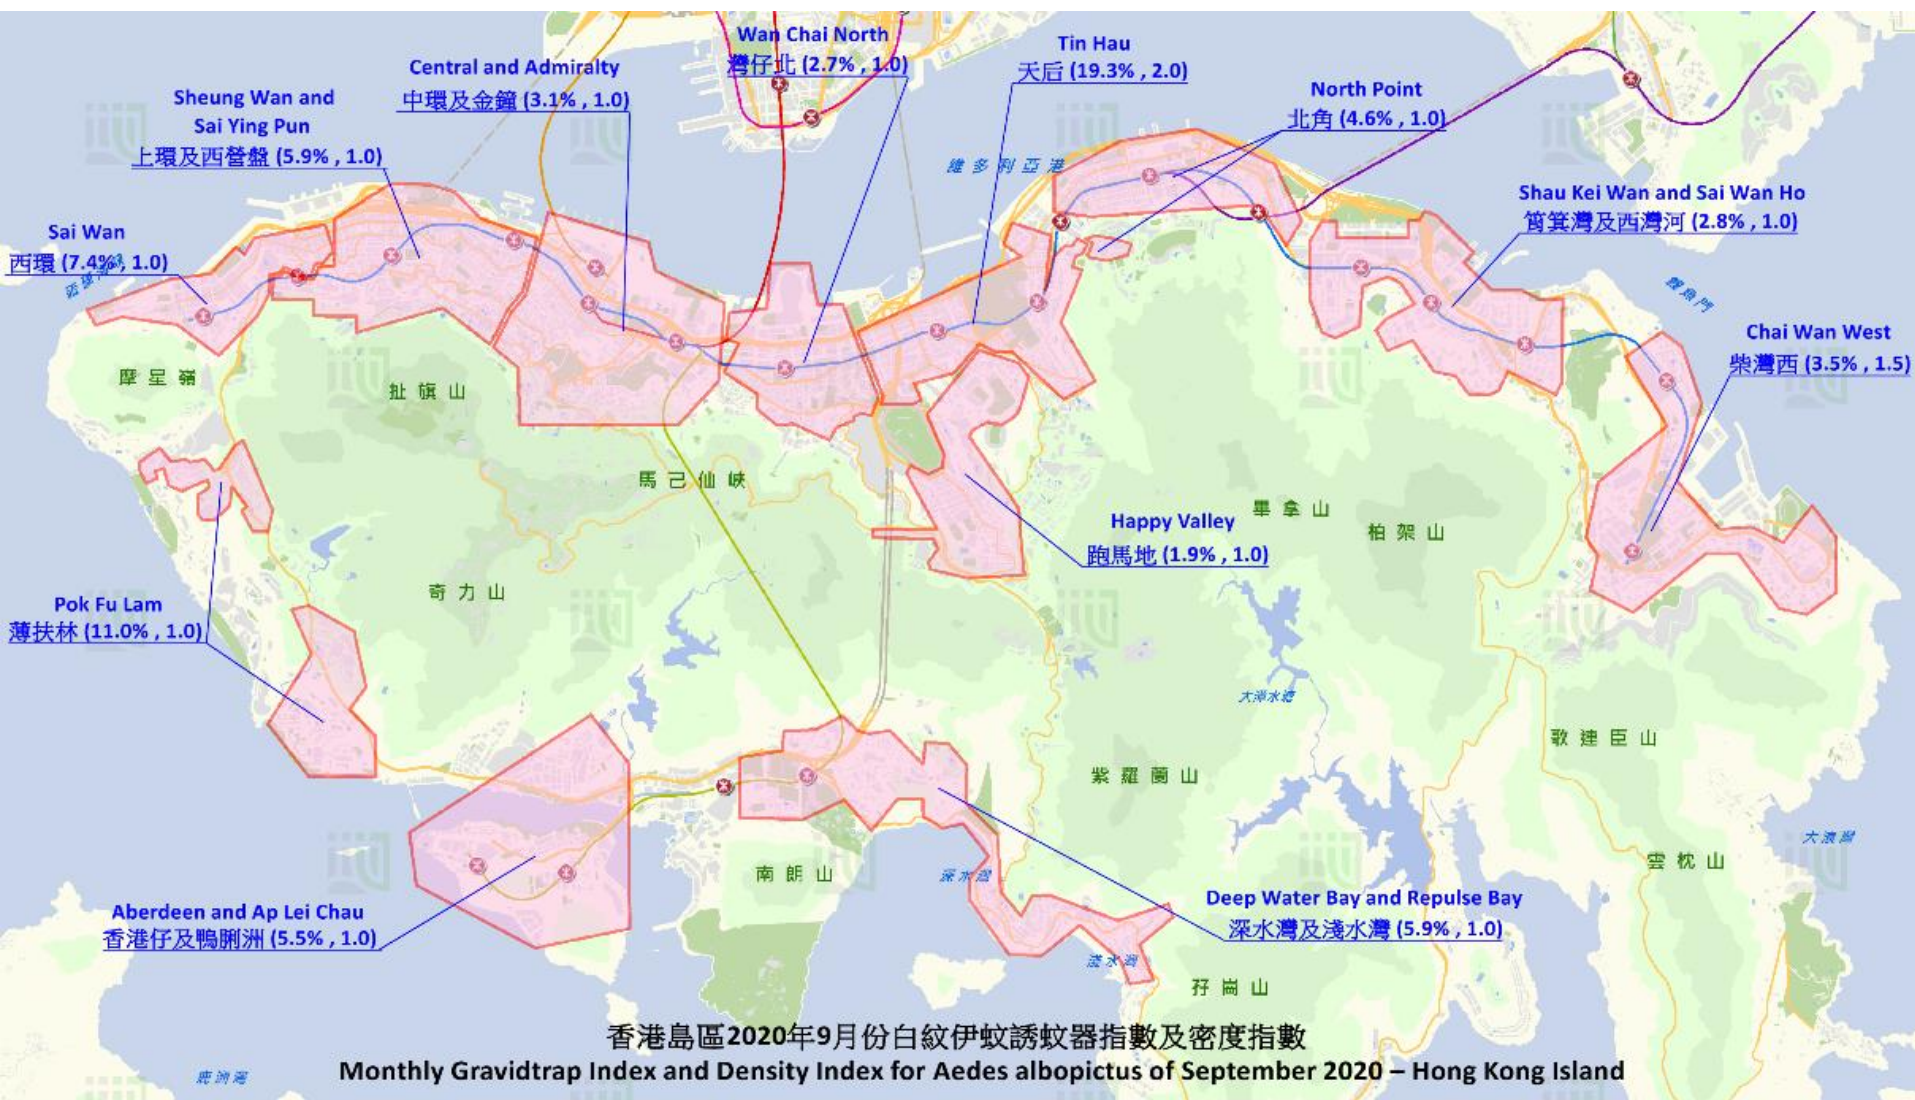 Wan Chai North
灣仔北 (2.7% , 1.0)
Tin Hau
天后 (19.3% , 2.0)
Central and Admiralty
中環及金鐘 (3.1% , 1.0)
North Point
北角 (4.6% , 1.0)
Sheung Wan and
Sai Ying Pun
上環及西營盤 (5.9% , 1.0)
維多利亞港
Shau Kei Wan and Sai Wan Ho
筲箕灣及西灣河 (2.8% , 1.0)
Sai Wan
西環 (7.4% , 1.0)
鯉魚門
Chai Wan West
柴灣西 (3.5% , 1.5)
摩星嶺
扯旗山
馬己仙峽
畢拿山
柏架山
Happy Valley
跑馬地 (1.9% , 1.0)
奇力山
Pok Fu Lam
薄扶林 (11.0% , 1.0)
大潭水塘
歌連臣山
紫羅蘭山
大浪灣
雲枕山
南朗山
深水灣
Deep Water Bay and Repulse Bay
深水灣及淺水灣 (5.9% , 1.0)
Aberdeen and Ap Lei Chau
香港仔及鴨脷洲 (5.5% , 1.0)
淺水灣
孖崗山
香港島區2020年9月份白紋伊蚊誘蚊器指數及密度指數
Monthly Gravidtrap Index and Density Index for Aedes albopictus of September 2020 – Hong Kong Island
鹿洲灣